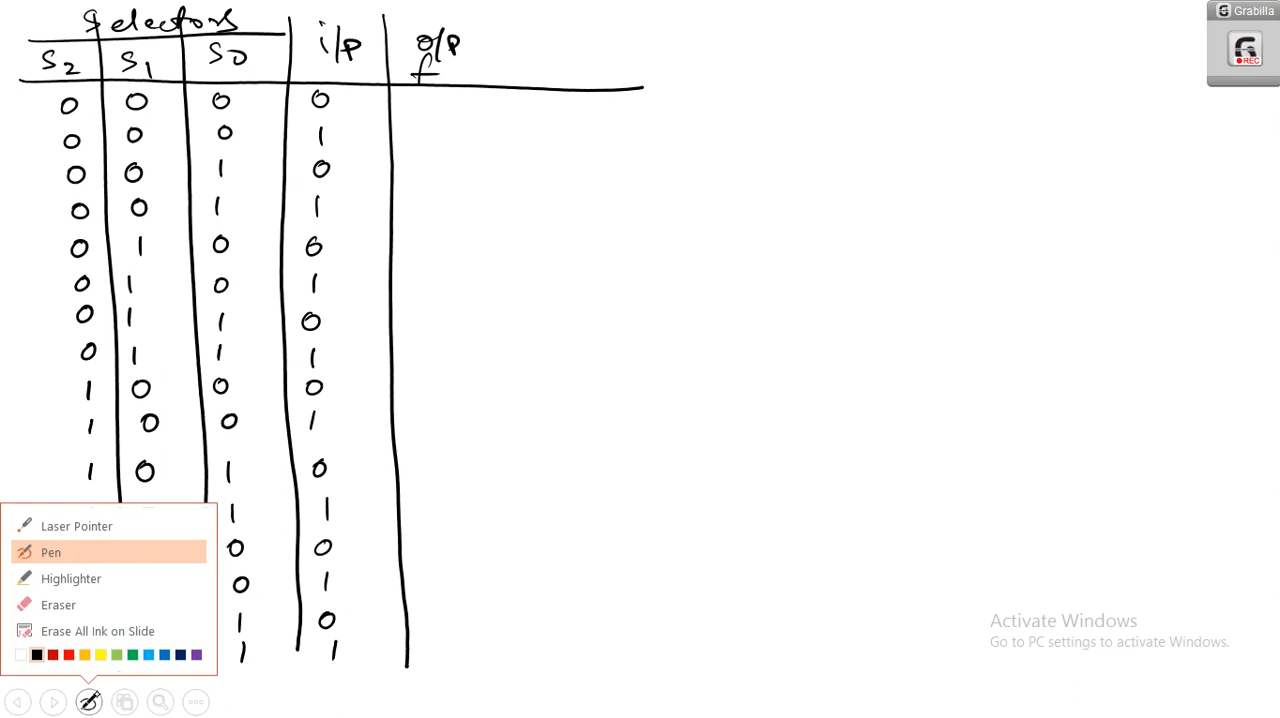 Selectors
S2 S1 S0 i/p o/p
f
0 0 0 0
0 0 0 1
0 0 1 0
0 0 1 1
0 1 0 0
0 1 0 1
0 1 1 0
0 1 1 1
1 0 0 0
1 0 0 1
1 0 1 0
1 1
0 0
0 1
1 0
1 1
Laser Pointer
Pen
Highlighter
Eraser
Erase All Ink on Slide
Grabilla
REC
Activate Windows
Go to PC settings to activate Windows.